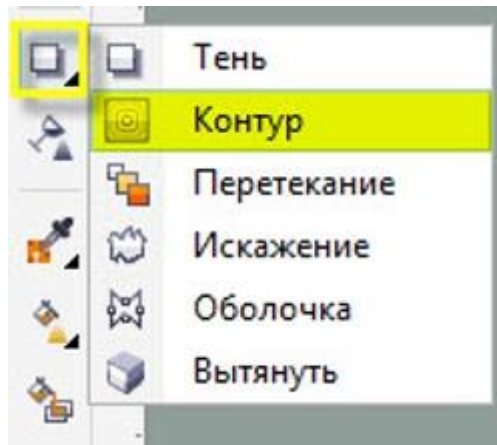 Тень
Контур
Перетекание
Искажение
Оболочка
Вытянуть